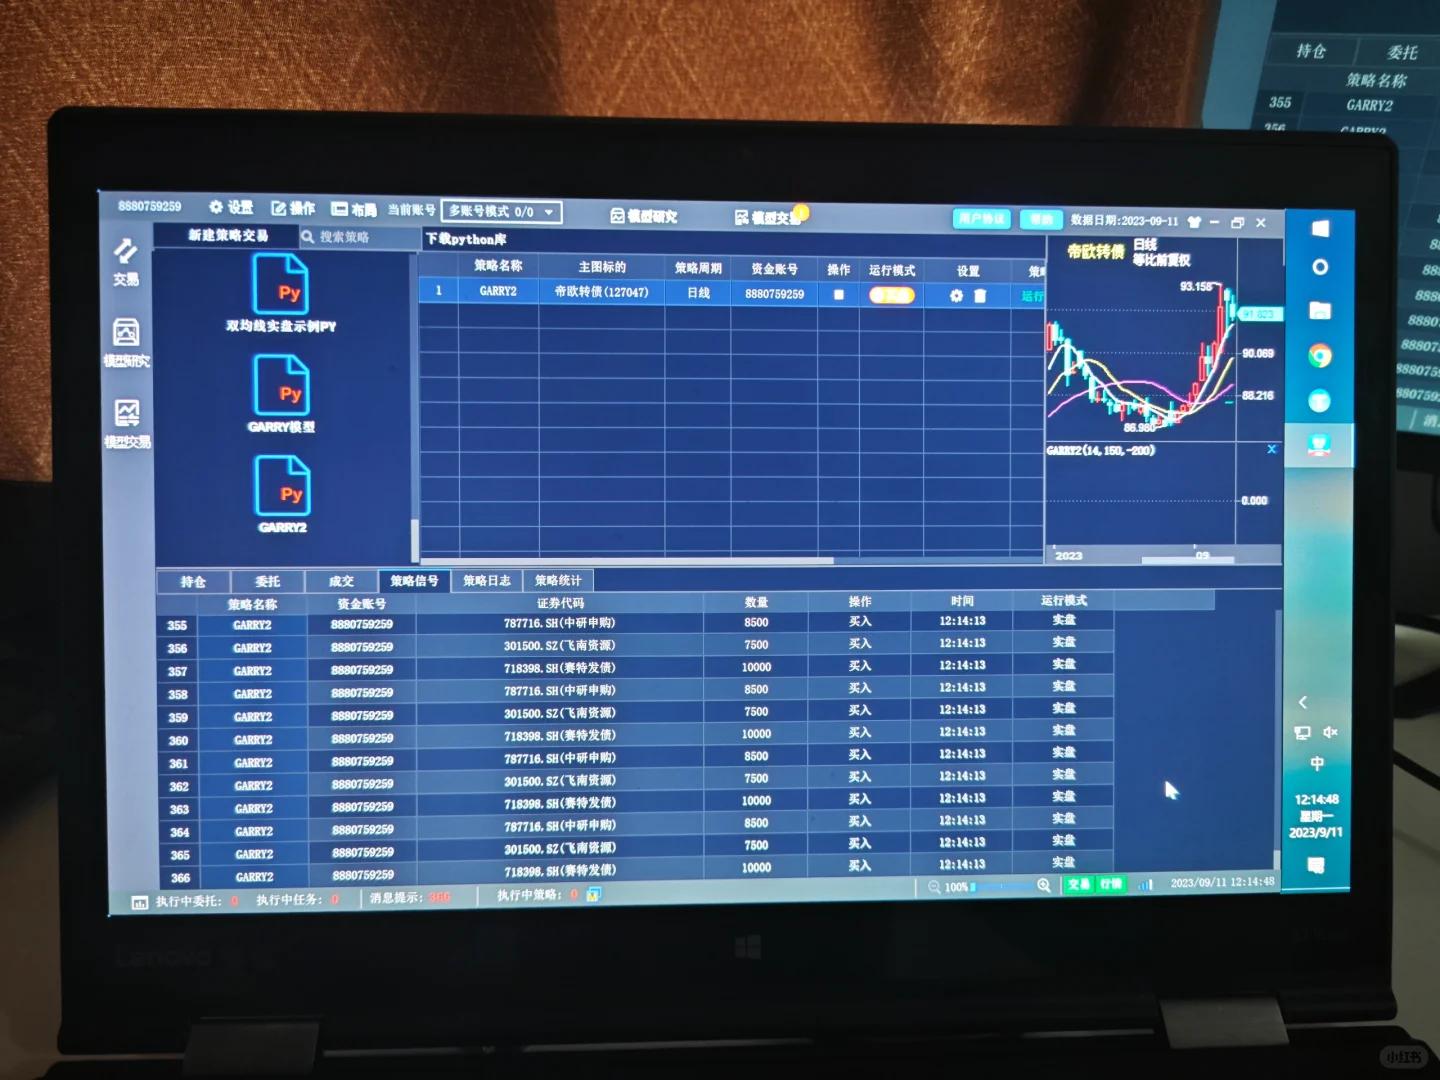 持仓 委托
策略名称
355 GARRY2
356 GARRY2
8880759259 设置 操作 布局 当前账号 多账号模式 0/0 模型研究 模型交易 用户协议 帮助 数据日期:2023-09-11
新建策略交易 搜索策略 下载python库
交易
模型研究
模型交易
Py
双均线实盘示例PY
Py
GARRY模型
Py
GARRY2
策略名称 主图标的 策略周期 资金账号 操作 运行模式 设置
1 GARRY2 帝欧转债(127047) 日线 8880759259 运行
帝欧转债 日线
等比前复权
93.158
91.823
90.069
88.216
86.980
GARRY2(14,150,-200) X
0.000
2023 09
持仓 委托 成交 策略信号 策略日志 策略统计
策略名称 资金账号 证券代码 数量 操作 时间 运行模式
355 GARRY2 8880759259 787716.SH(中研申购) 8500 买入 12:14:13 实盘
356 GARRY2 8880759259 301500.SZ(飞南资源) 7500 买入 12:14:13 实盘
357 GARRY2 8880759259 718398.SH(赛特发债) 10000 买入 12:14:13 实盘
358 GARRY2 8880759259 787716.SH(中研申购) 8500 买入 12:14:13 实盘
359 GARRY2 8880759259 301500.SZ(飞南资源) 7500 买入 12:14:13 实盘
360 GARRY2 8880759259 718398.SH(赛特发债) 10000 买入 12:14:13 实盘
361 GARRY2 8880759259 787716.SH(中研申购) 8500 买入 12:14:13 实盘
362 GARRY2 8880759259 301500.SZ(飞南资源) 7500 买入 12:14:13 实盘
363 GARRY2 8880759259 718398.SH(赛特发债) 10000 买入 12:14:13 实盘
364 GARRY2 8880759259 787716.SH(中研申购) 8500 买入 12:14:13 实盘
365 GARRY2 8880759259 301500.SZ(飞南资源) 7500 买入 12:14:13 实盘
366 GARRY2 8880759259 718398.SH(赛特发债) 10000 买入 12:14:13 实盘
执行中委托: 0 执行中任务: 0 消息提示: 366 执行中策略: 0 100% 交易 行情 2023/09/11 12:14:48
中
12:14:48
星期一
2023/9/11
Lenovo
小红书